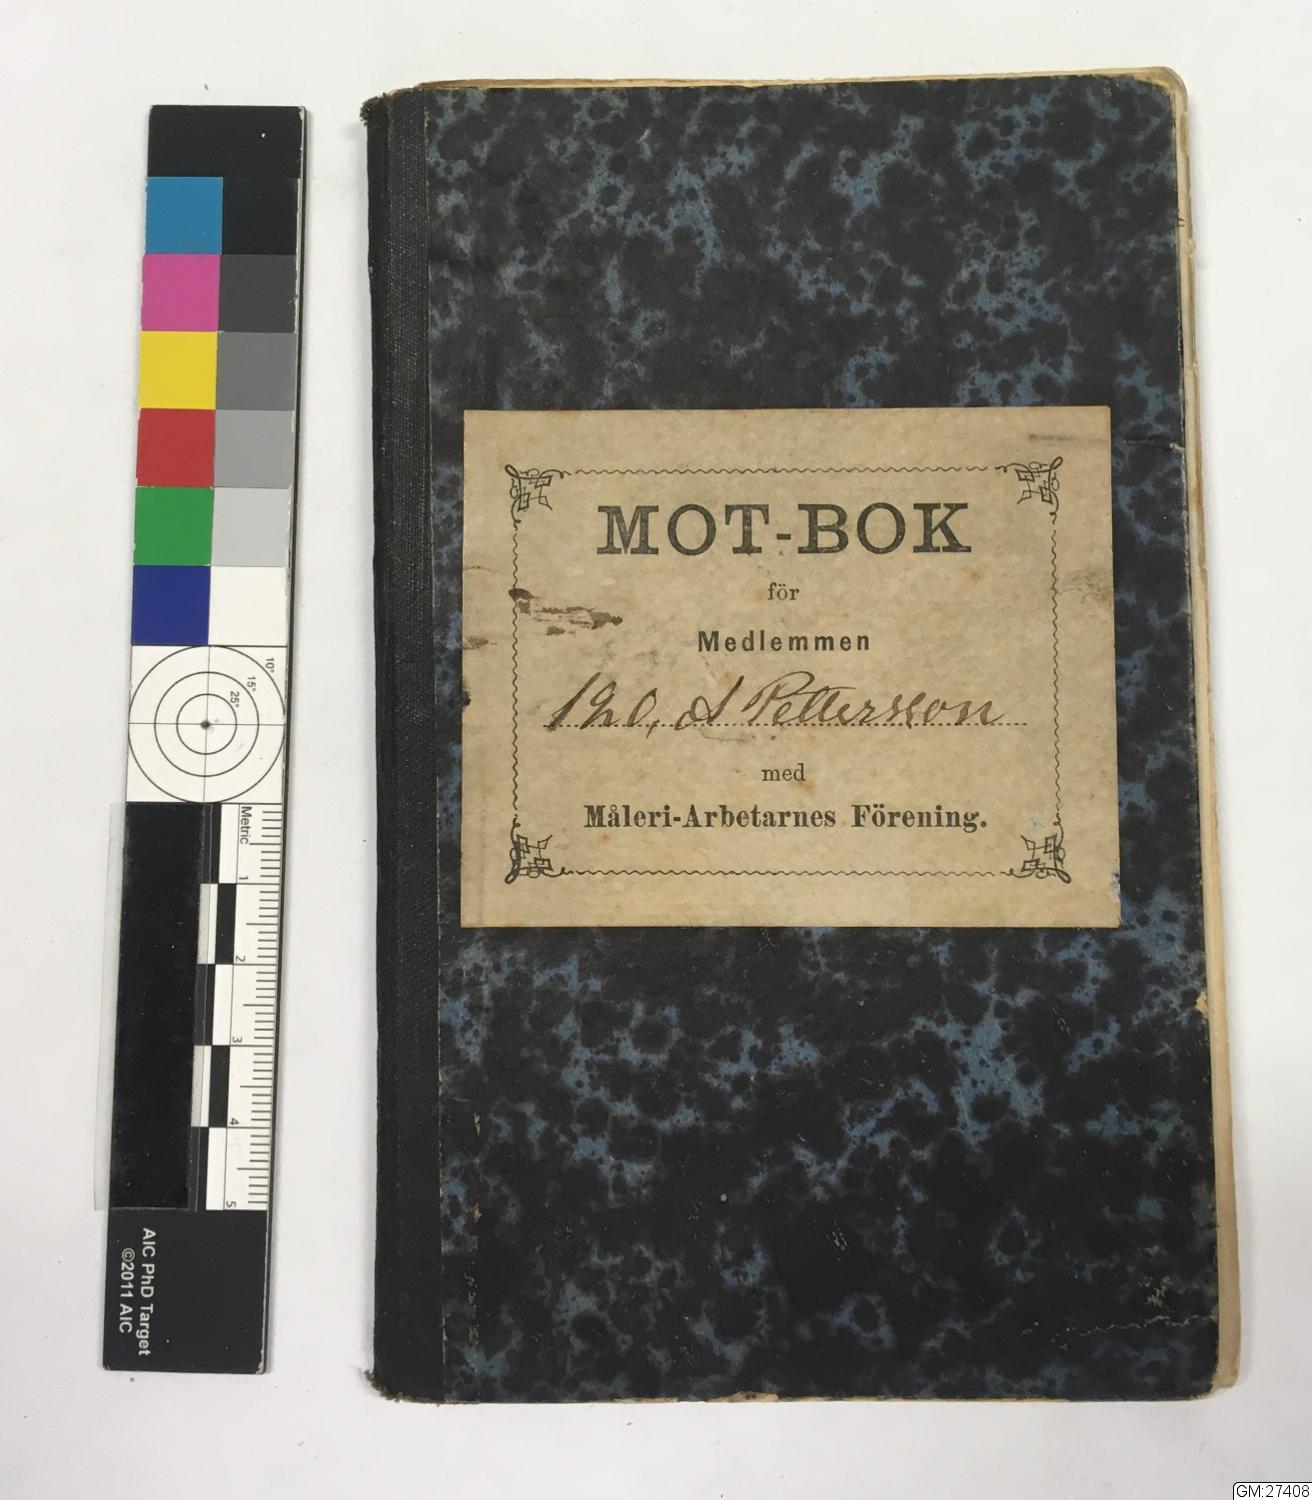 MOT-BOK
för
Medlemmen
120, A Pettersson
med
Måleri-Arbetarnes Förening.
10°
15°
25°
Metric
1
2
3
4
5
AIC PhD Target
©2011 AIC
GM:27408